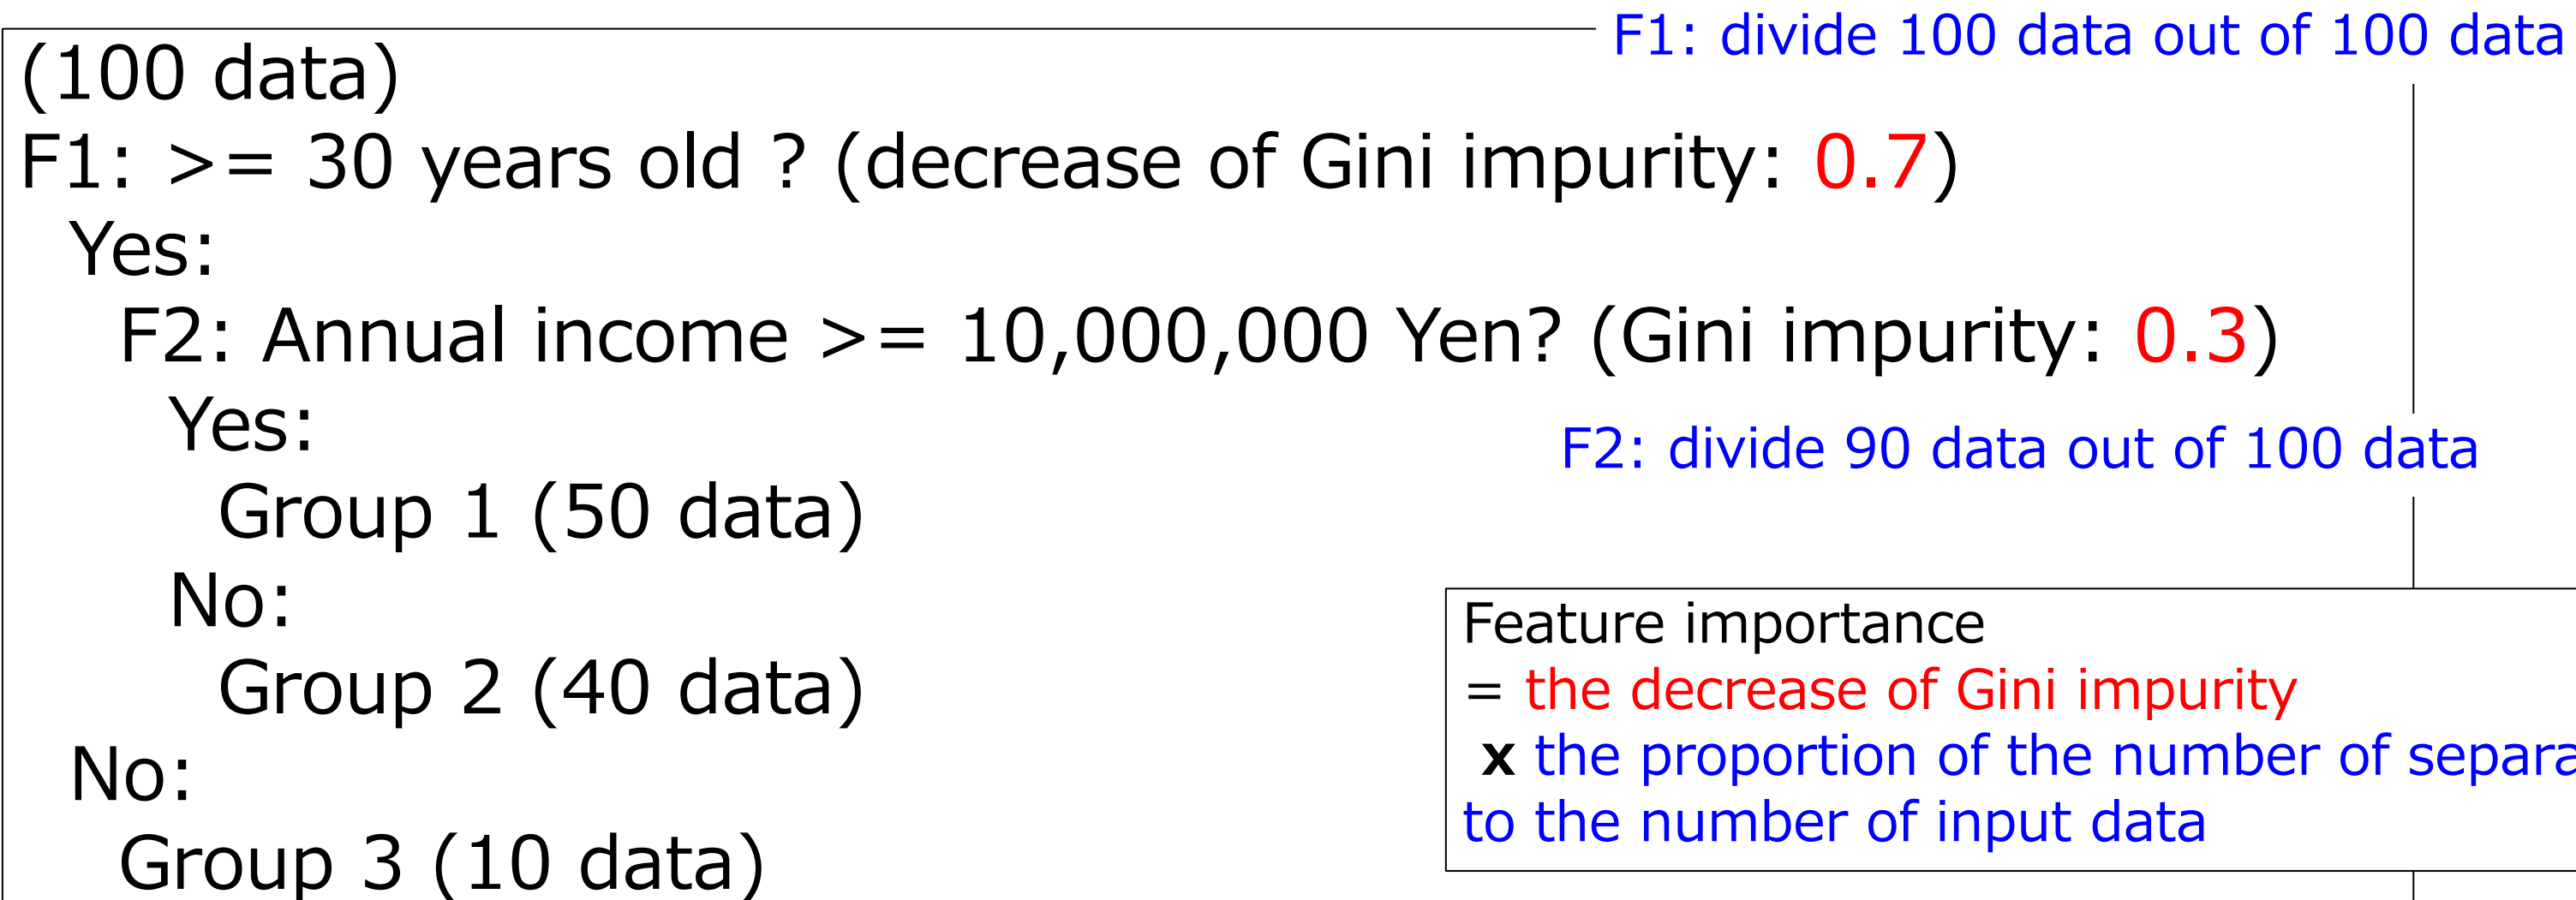 F1: divide 100 data out of 100 data
(100 data)
F1: >= 30 years old ? (decrease of Gini impurity: 0.7)
Yes:
F2: Annual income >= 10,000,000 Yen? (Gini impurity: 0.3)
Yes:
F2: divide 90 data out of 100 data
Group 1 (50 data)
No:
Group 2 (40 data)
No:
Group 3 (10 data)
Feature importance
= the decrease of Gini impurity
x the proportion of the number of
to the number of input data